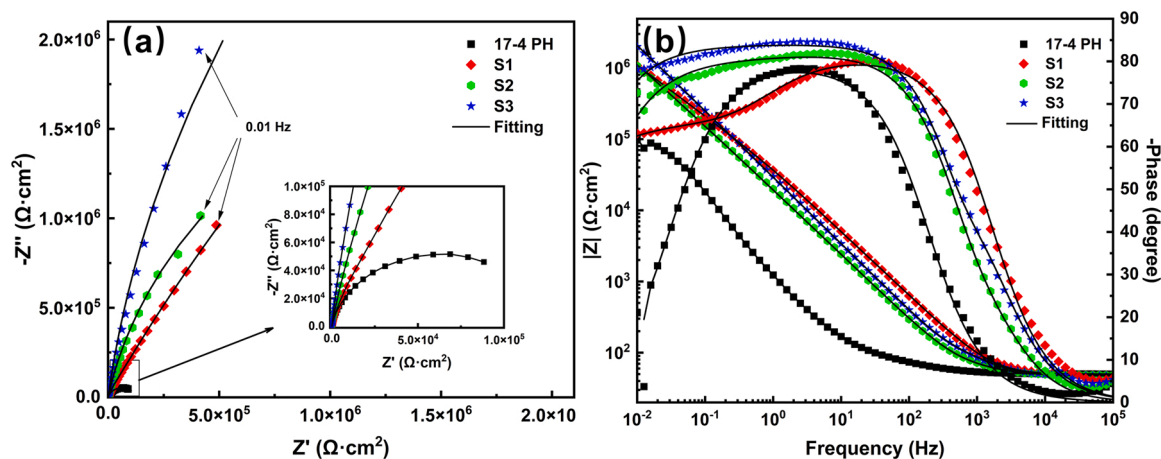 (a)
17-4 PH
S1
S2
S3
Fitting
0.01 Hz
2.0×10⁶
1.5×10⁶
1.0×10⁶
5.0×10⁵
0.0
-Z'' (Ω·cm²)
0.0
5.0×10⁵
1.0×10⁶
1.5×10⁶
2.0×10⁶
Z' (Ω·cm²)
1.0×10⁵
8.0×10⁴
6.0×10⁴
4.0×10⁴
2.0×10⁴
0.0
-Z'' (Ω·cm²)
0.0
5.0×10⁴
1.0×10⁵
Z' (Ω·cm²)
(b)
17-4 PH
S1
S2
S3
Fitting
10⁶
10⁵
10⁴
10³
10²
|Z| (Ω·cm²)
10⁻²
10⁻¹
10⁰
10¹
10²
10³
10⁴
10⁵
Frequency (Hz)
90
80
70
60
50
40
30
20
10
0
-Phase (degree)